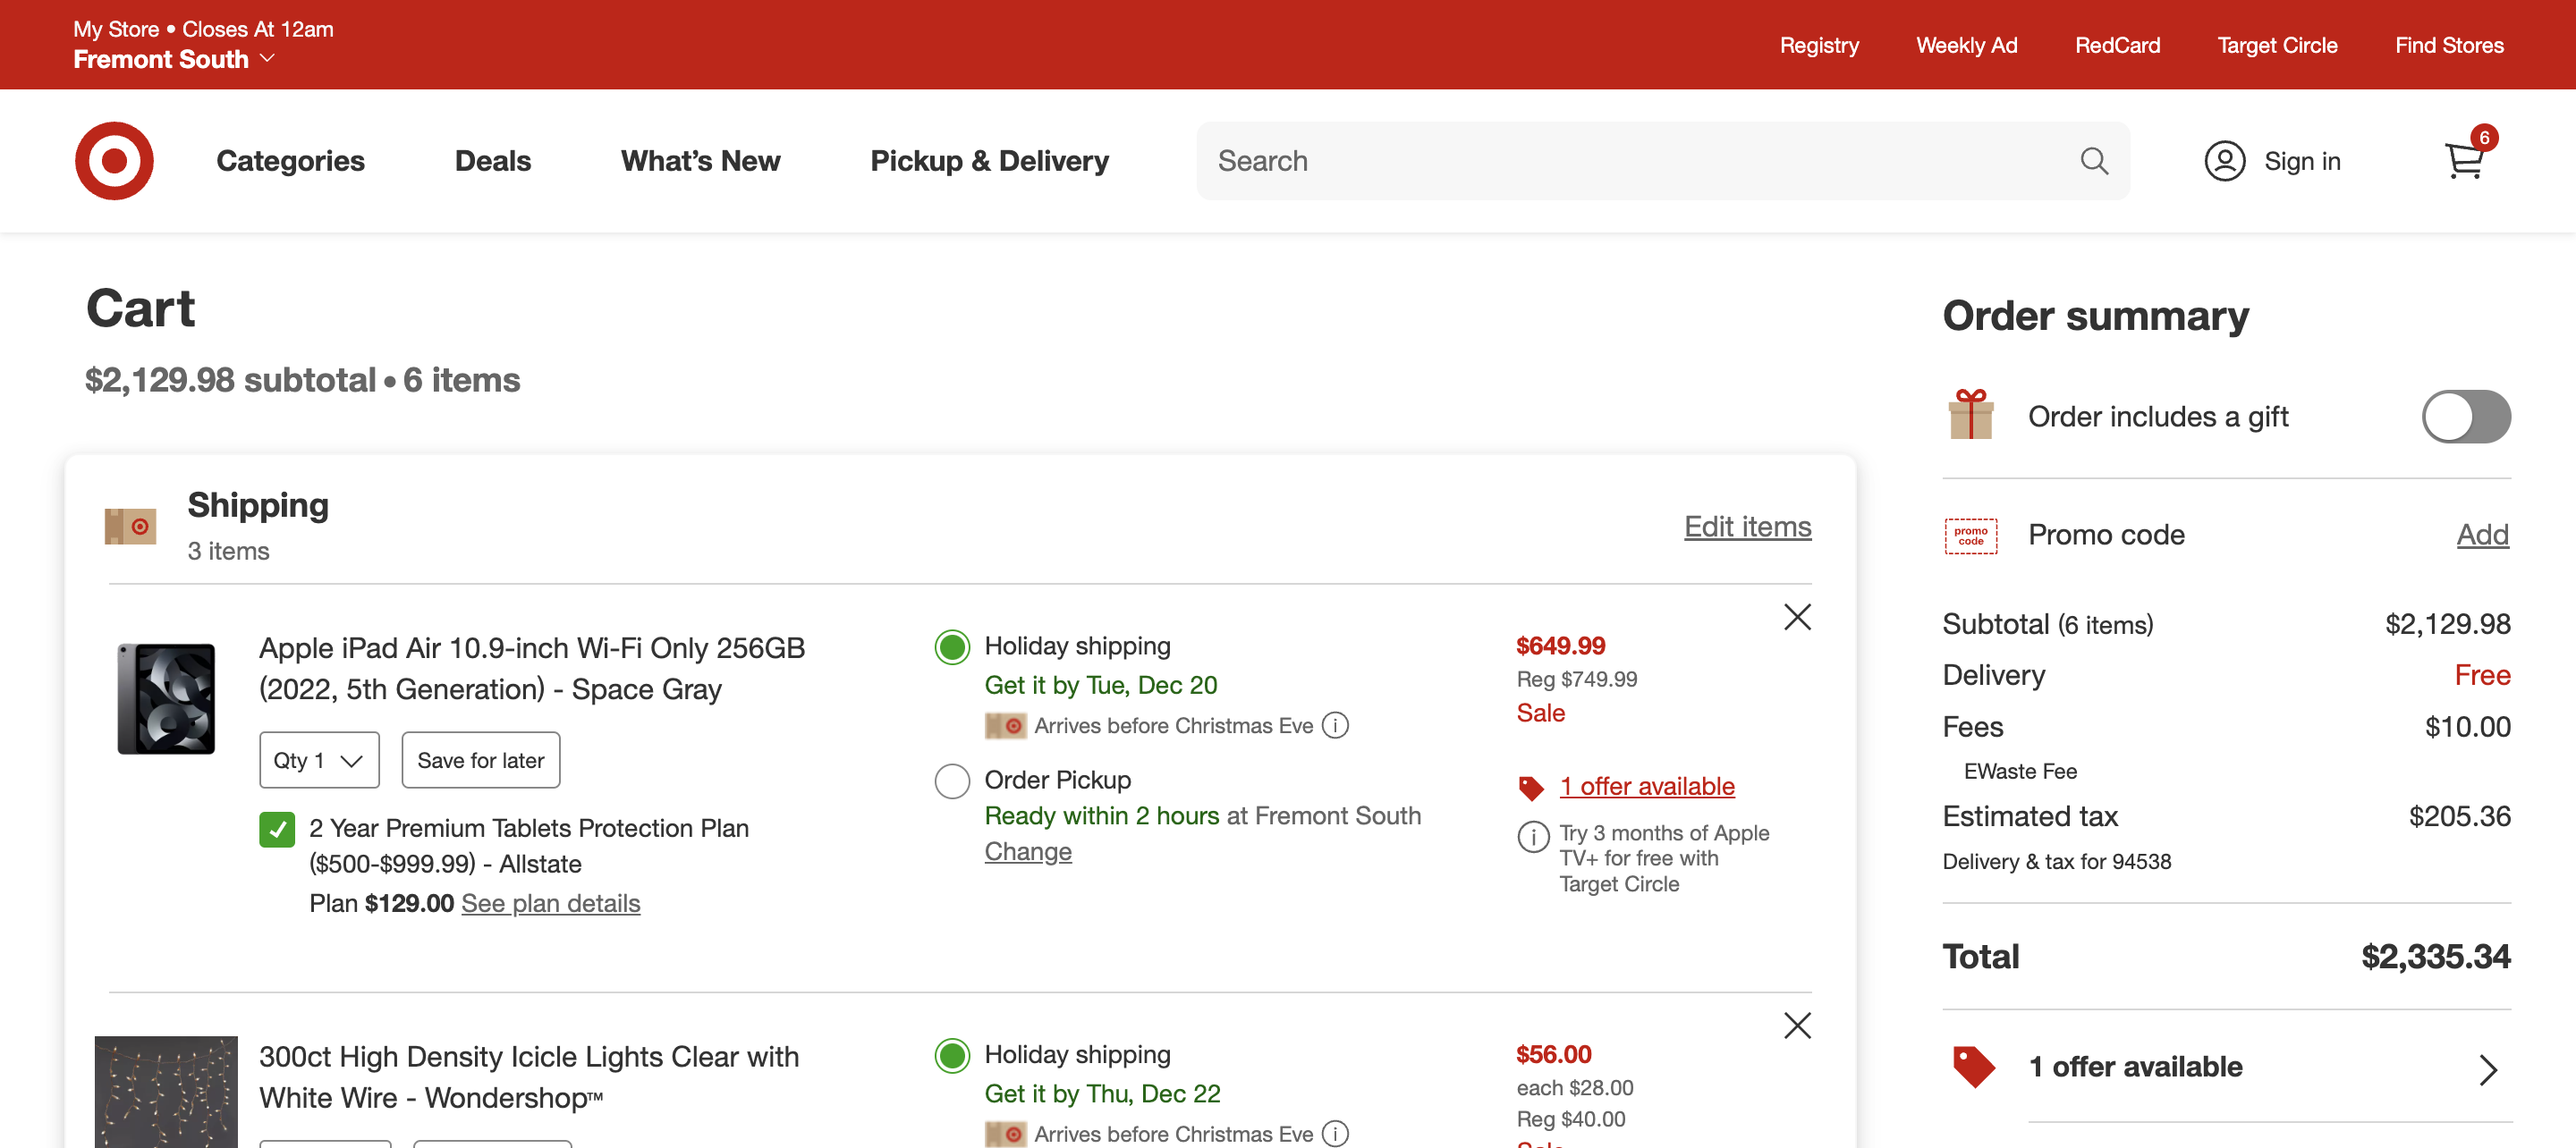 My Store • Closes At 12am
Fremont South
Registry
Weekly Ad
RedCard
Target Circle
Find Stores
Categories
Deals
What's New
Pickup & Delivery
Search
Sign in
6
Cart
$2,129.98 subtotal • 6 items
Shipping
3 items
Edit items
Apple iPad Air 10.9-inch Wi-Fi Only 256GB
(2022, 5th Generation) - Space Gray
Qty 1
Save for later
2 Year Premium Tablets Protection Plan
($500-$999.99) - Allstate
Plan $129.00 See plan details
Holiday shipping
Get it by Tue, Dec 20
Arrives before Christmas Eve
Order Pickup
Ready within 2 hours at Fremont South
Change
$649.99
Reg $749.99
Sale
1 offer available
Try 3 months of Apple
TV+ for free with
Target Circle
300ct High Density Icicle Lights Clear with
White Wire - Wondershop™
Holiday shipping
Get it by Thu, Dec 22
Arrives before Christmas Eve
$56.00
each $28.00
Reg $40.00
Order summary
Order includes a gift
promo
code
Promo code
Add
Subtotal (6 items)
$2,129.98
Delivery
Free
Fees
$10.00
EWaste Fee
Estimated tax
$205.36
Delivery & tax for 94538
Total
$2,335.34
1 offer available